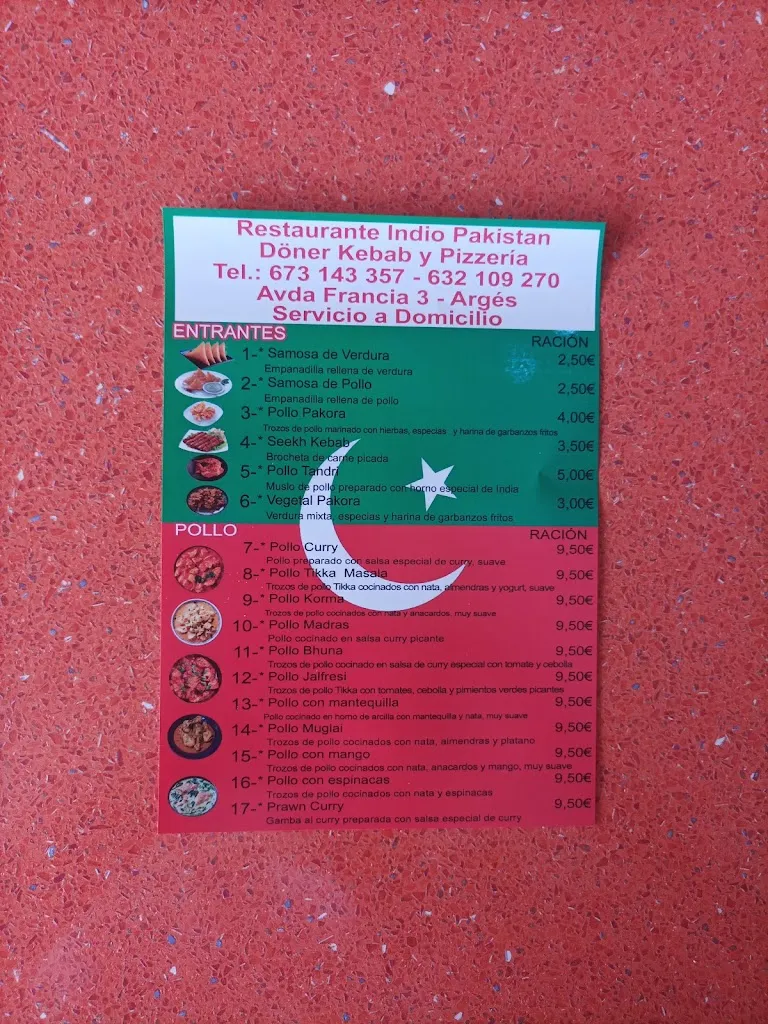 Restaurante Indio Pakistan
Döner Kebab y Pizzería
Tel.: 673 143 357 - 632 109 270
Avda Francia 3 - Argés
Servicio a Domicilio
ENTRANTES RACIÓN
1-* Samosa de Verdura 2,50€
Empanadilla rellena de verdura
2-* Samosa de Pollo 2,50€
Empanadilla rellena de pollo
3-* Pollo Pakora 4,00€
Trozos de pollo marinado con hierbas, especias y harina de garbanzos fritos
4-* Seekh Kebab 3,50€
Brocheta de carne picada
5-* Pollo Tandri 5,00€
Muslo de pollo preparado con horno especial de India
6-* Vegetal Pakora 3,00€
Verdura mixta, especias y harina de garbanzos fritos
POLLO RACIÓN
7-* Pollo Curry 9,50€
Pollo preparado con salsa especial de curry, suave
8-* Pollo Tikka Masala 9,50€
Trozos de pollo Tikka cocinados con nata, almendras y yogurt, suave
9-* Pollo Korma 9,50€
Trozos de pollo cocinados con nata y anacardos, muy suave
10-* Pollo Madras 9,50€
Pollo cocinado en salsa curry picante
11-* Pollo Bhuna 9,50€
Trozos de pollo cocinado en salsa de curry especial con tomate y cebolla
12-* Pollo Jalfresi 9,50€
Trozos de pollo Tikka con tomates, cebolla y pimientos verdes picantes
13-* Pollo con mantequilla 9,50€
Pollo cocinado en horno de arcilla con mantequilla y nata, muy suave
14-* Pollo Muglai 9,50€
Trozos de pollo cocinados con nata, almendras y platano
15-* Pollo con mango 9,50€
Trozos de pollo cocinados con nata, anacardos y mango, muy suave
16-* Pollo con espinacas 9,50€
Trozos de pollo cocinados con nata y espinacas
17-* Prawn Curry 9,50€
Gamba al curry preparada con salsa especial de curry